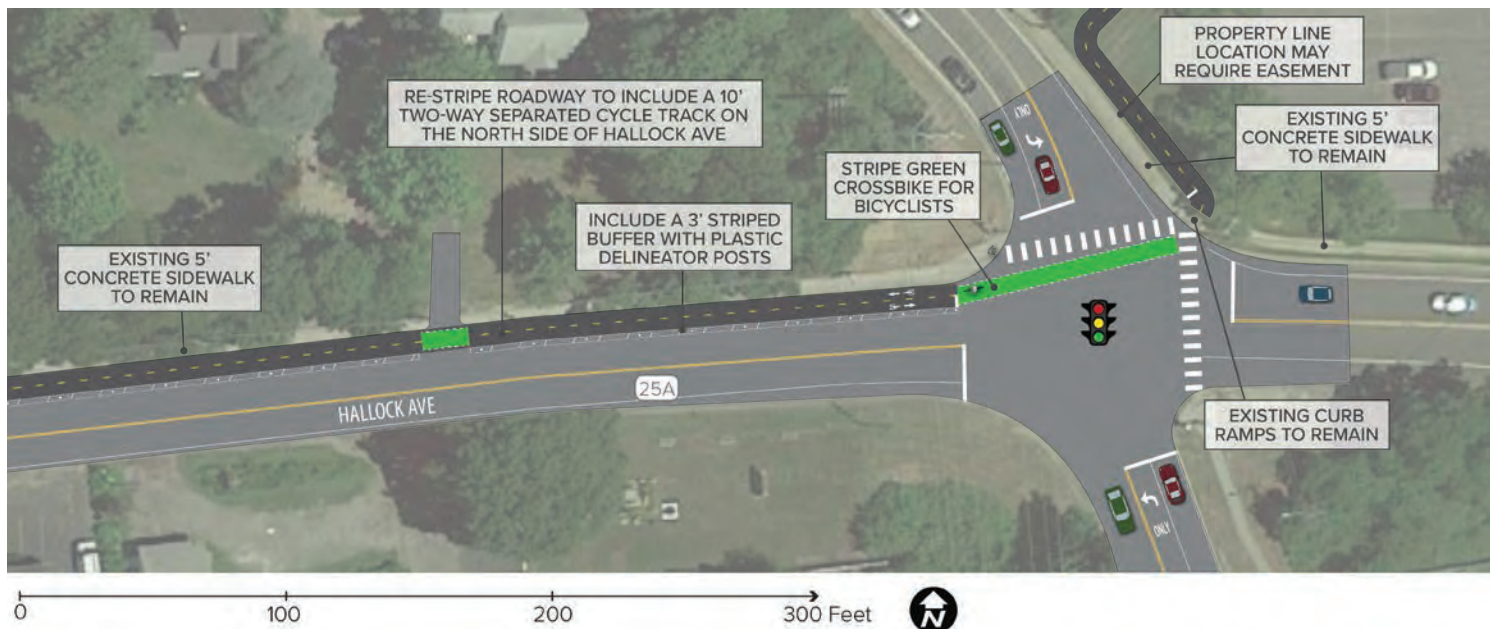 PROPERTY LINE
LOCATION MAY
REQUIRE EASEMENT
RE-STRIPE ROADWAY TO INCLUDE A 10'
TWO-WAY SEPARATED CYCLE TRACK ON
THE NORTH SIDE OF HALLOCK AVE
EXISTING 5'
CONCRETE SIDEWALK
TO REMAIN
STRIPE GREEN
CROSSBIKE FOR
BICYCLISTS
ONLY
INCLUDE A 3' STRIPED
BUFFER WITH PLASTIC
DELINEATOR POSTS
EXISTING 5'
CONCRETE SIDEWALK
TO REMAIN
25A
HALLOCK AVE
EXISTING CURB
RAMPS TO REMAIN
ONLY
0 100 200 300 Feet
N